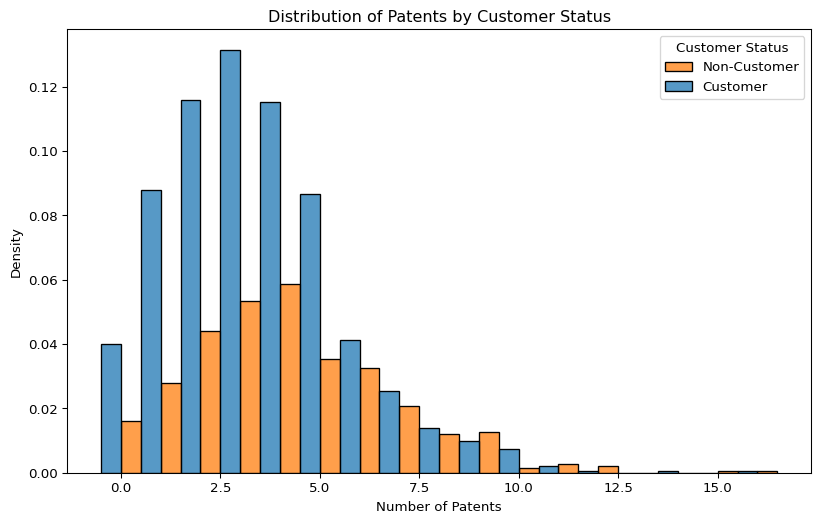 Distribution of Patents by Customer Status
Customer Status
Non-Customer
Customer
Density
0.12
0.10
0.08
0.06
0.04
0.02
0.00
0.0 2.5 5.0 7.5 10.0 12.5 15.0
Number of Patents